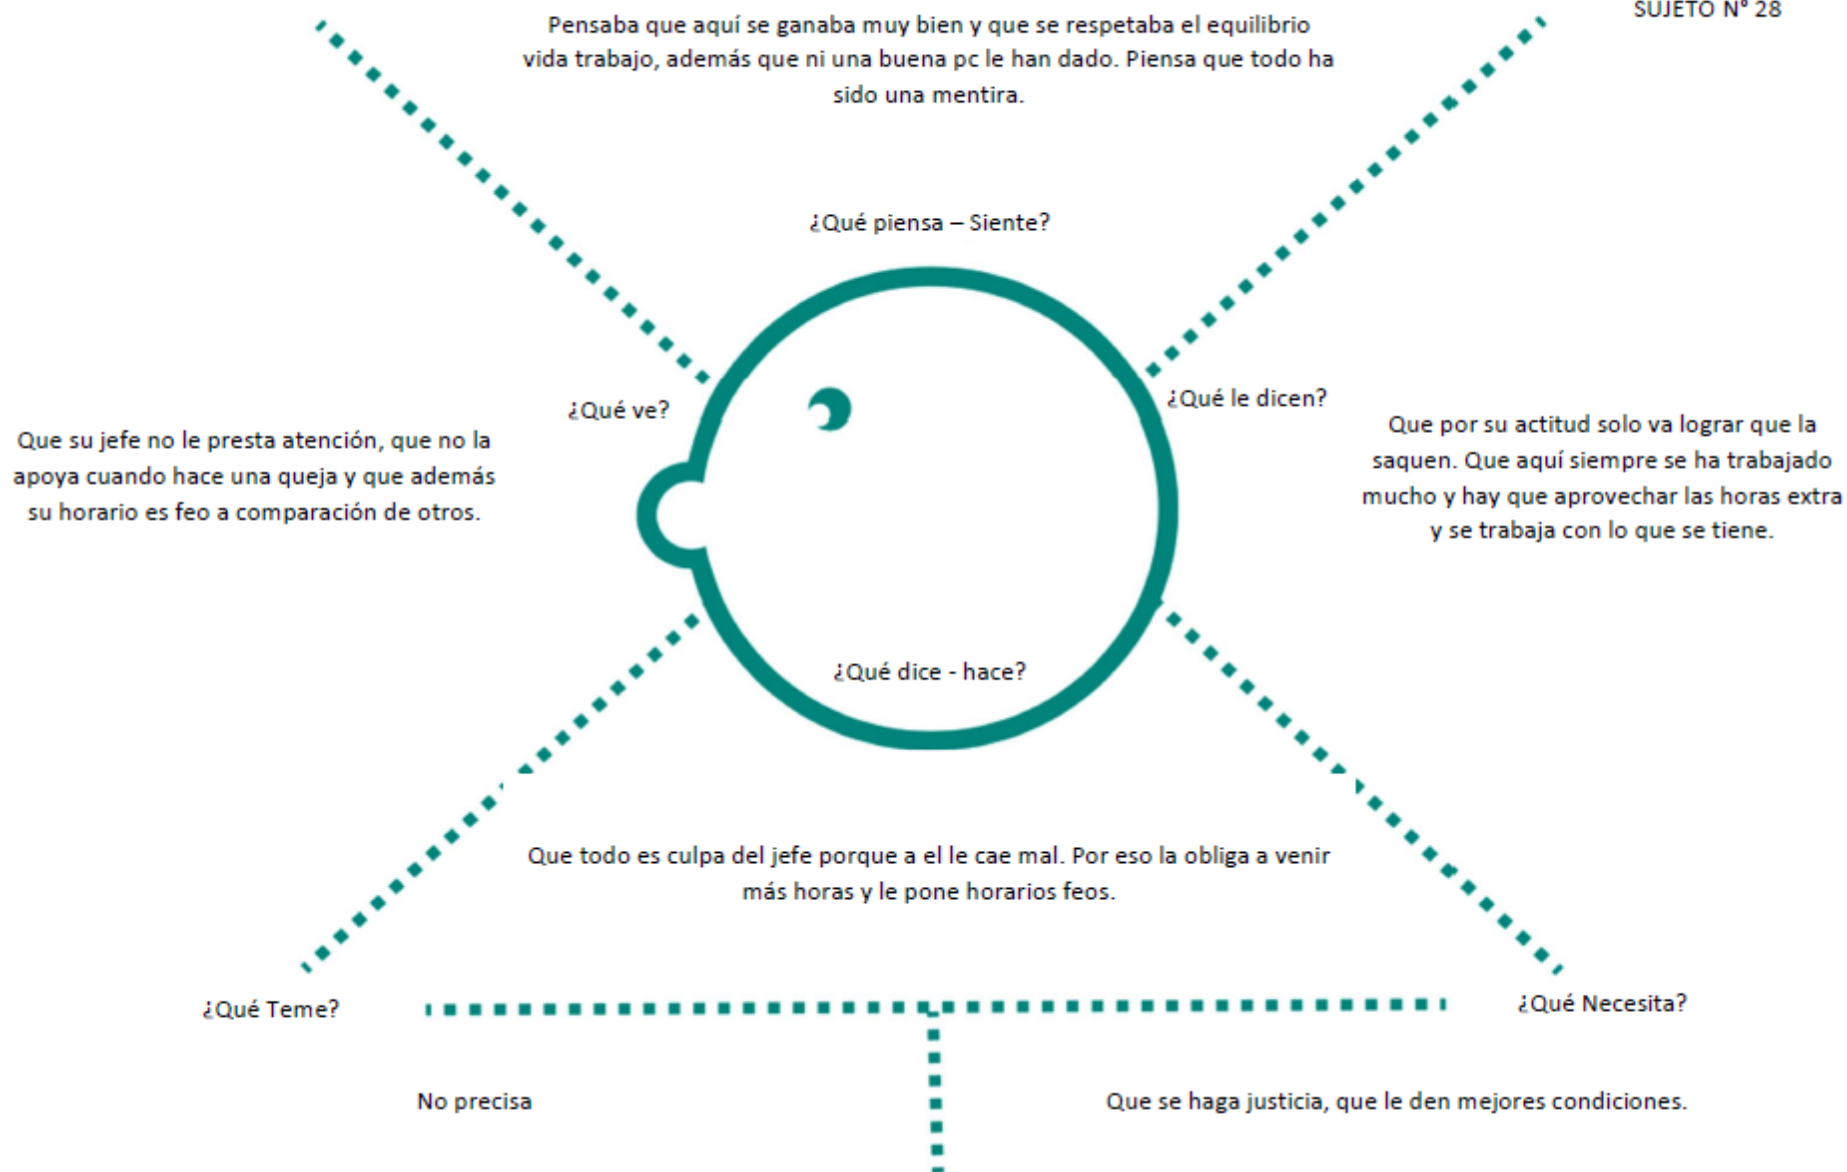 SUJETO N° 28
Pensaba que aquí se ganaba muy bien y que se respetaba el equilibrio
vida trabajo, además que ni una buena pc le han dado. Piensa que todo ha
sido una mentira.
¿Qué piensa – Siente?
¿Qué ve?
Que su jefe no le presta atención, que no la
apoya cuando hace una queja y que además
su horario es feo a comparación de otros.
¿Qué le dicen?
Que por su actitud solo va lograr que la
saquen. Que aquí siempre se ha trabajado
mucho y hay que aprovechar las horas extra
y se trabaja con lo que se tiene.
¿Qué dice - hace?
Que todo es culpa del jefe porque a el le cae mal. Por eso la obliga a venir
más horas y le pone horarios feos.
¿Qué Teme?
No precisa
¿Qué Necesita?
Que se haga justicia, que le den mejores condiciones.